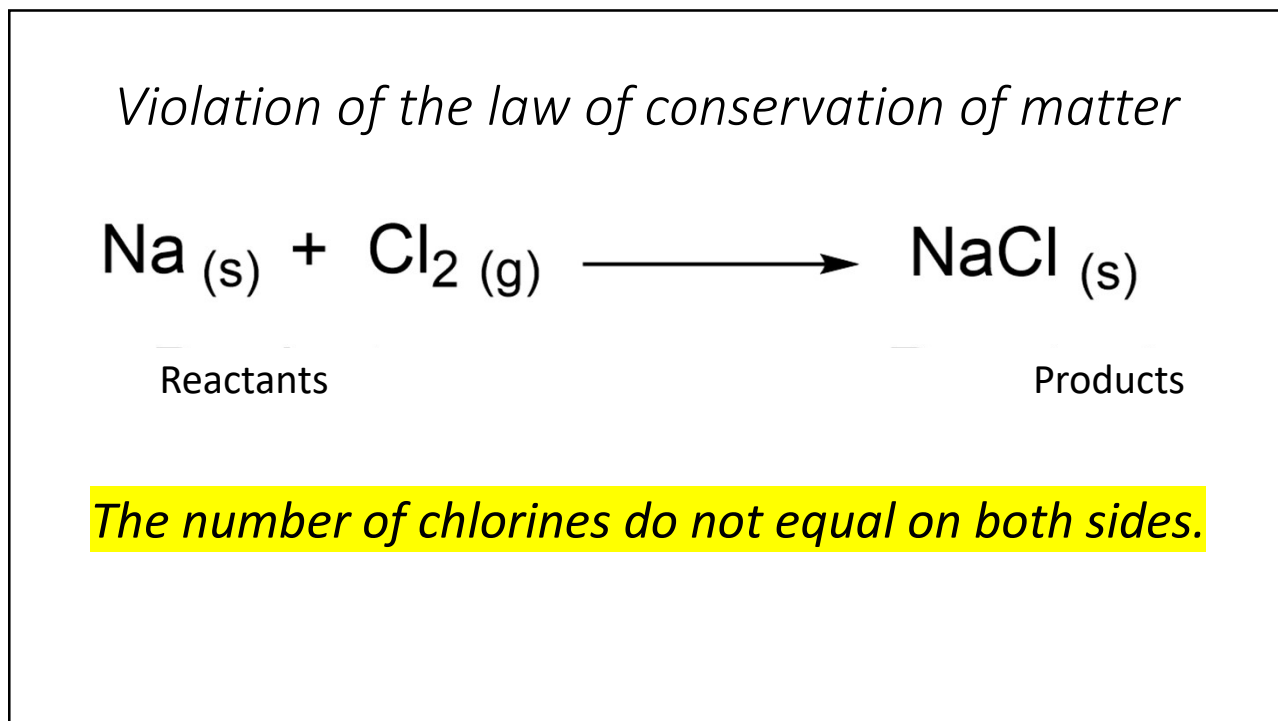 Violation of the law of conservation of matter
Na (s) + Cl2 (g) → NaCl (s)
Reactants Products
The number of chlorines do not equal on both sides.